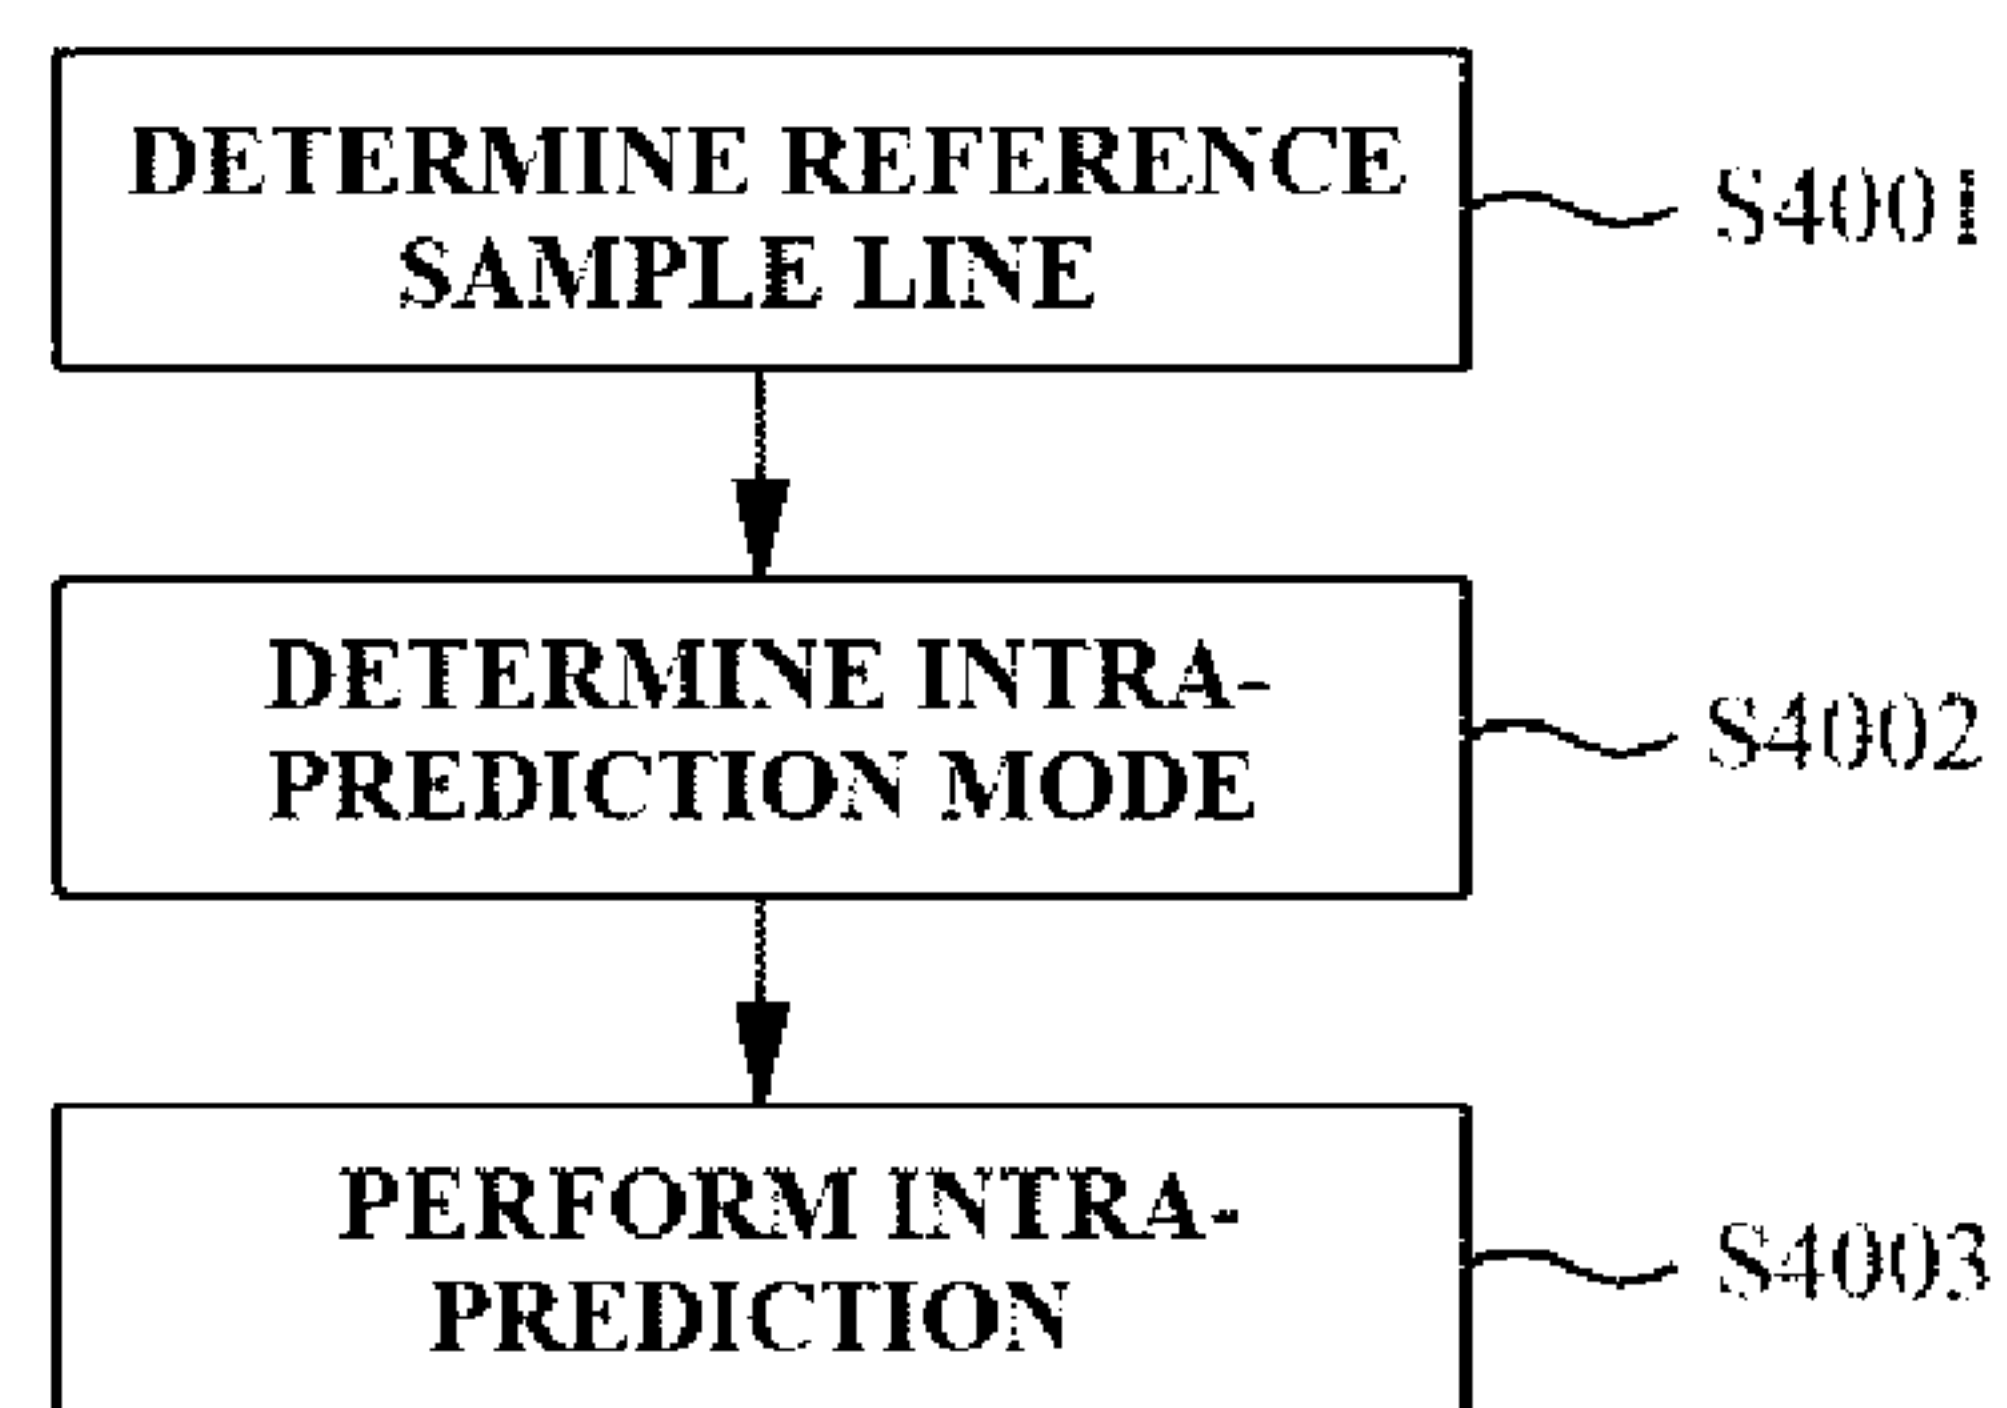 DETERMINE REFERENCE
SAMPLE LINE
S4001
DETERMINE INTRA-
PREDICTION MODE
S4002
PERFORM INTRA-
PREDICTION
S4003